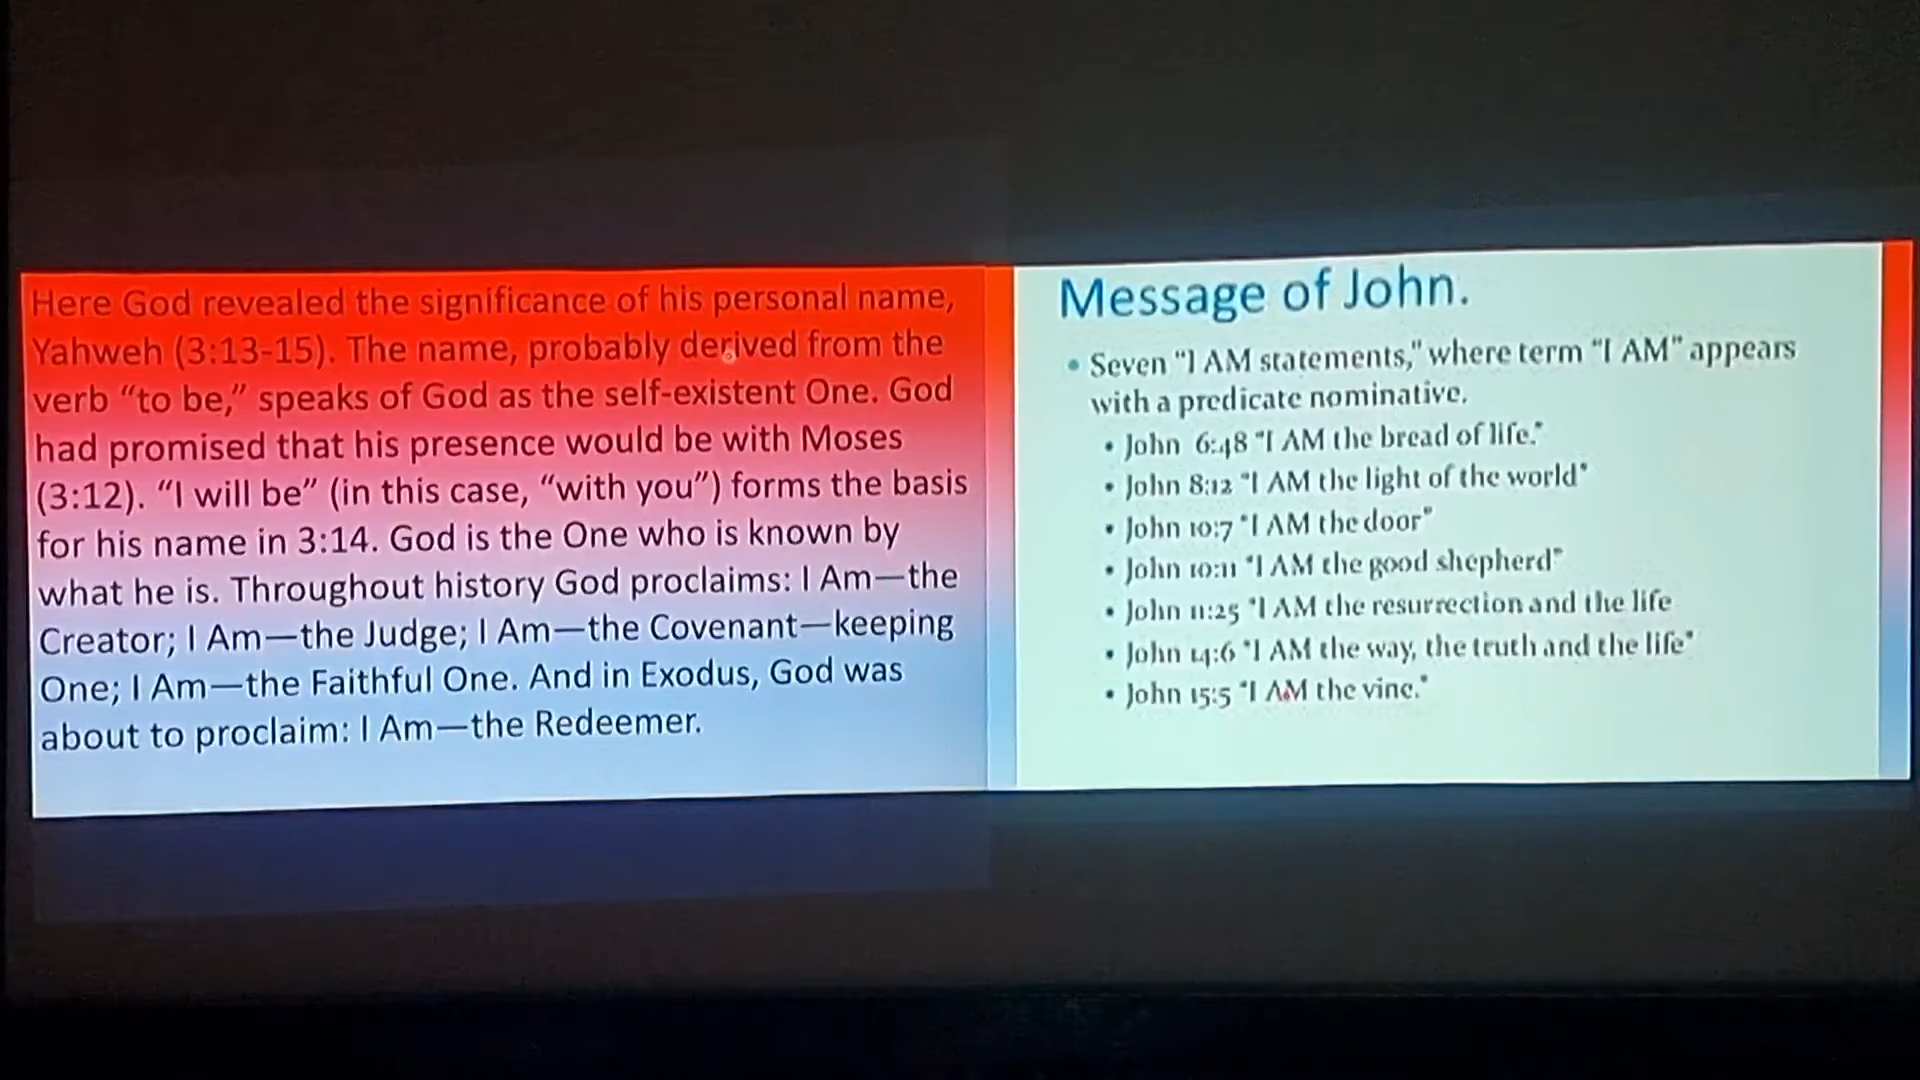 Here God revealed the significance of his personal name,
Yahweh (3:13-15). The name, probably derived from the
verb “to be,” speaks of God as the self-existent One. God
had promised that his presence would be with Moses
(3:12). “I will be” (in this case, “with you”) forms the basis
for his name in 3:14. God is the One who is known by
what he is. Throughout history God proclaims: I Am—the
Creator; I Am—the Judge; I Am—the Covenant—keeping
One; I Am—the Faithful One. And in Exodus, God was
about to proclaim: I Am—the Redeemer.
Message of John.
• Seven “I AM statements,” where term “I AM” appears
with a predicate nominative.
• John 6:48 “I AM the bread of life.”
• John 8:12 “I AM the light of the world”
• John 10:7 “I AM the door”
• John 10:11 “I AM the good shepherd”
• John 11:25 “I AM the resurrection and the life
• John 14:6 “I AM the way, the truth and the life”
• John 15:5 “I AM the vine.”